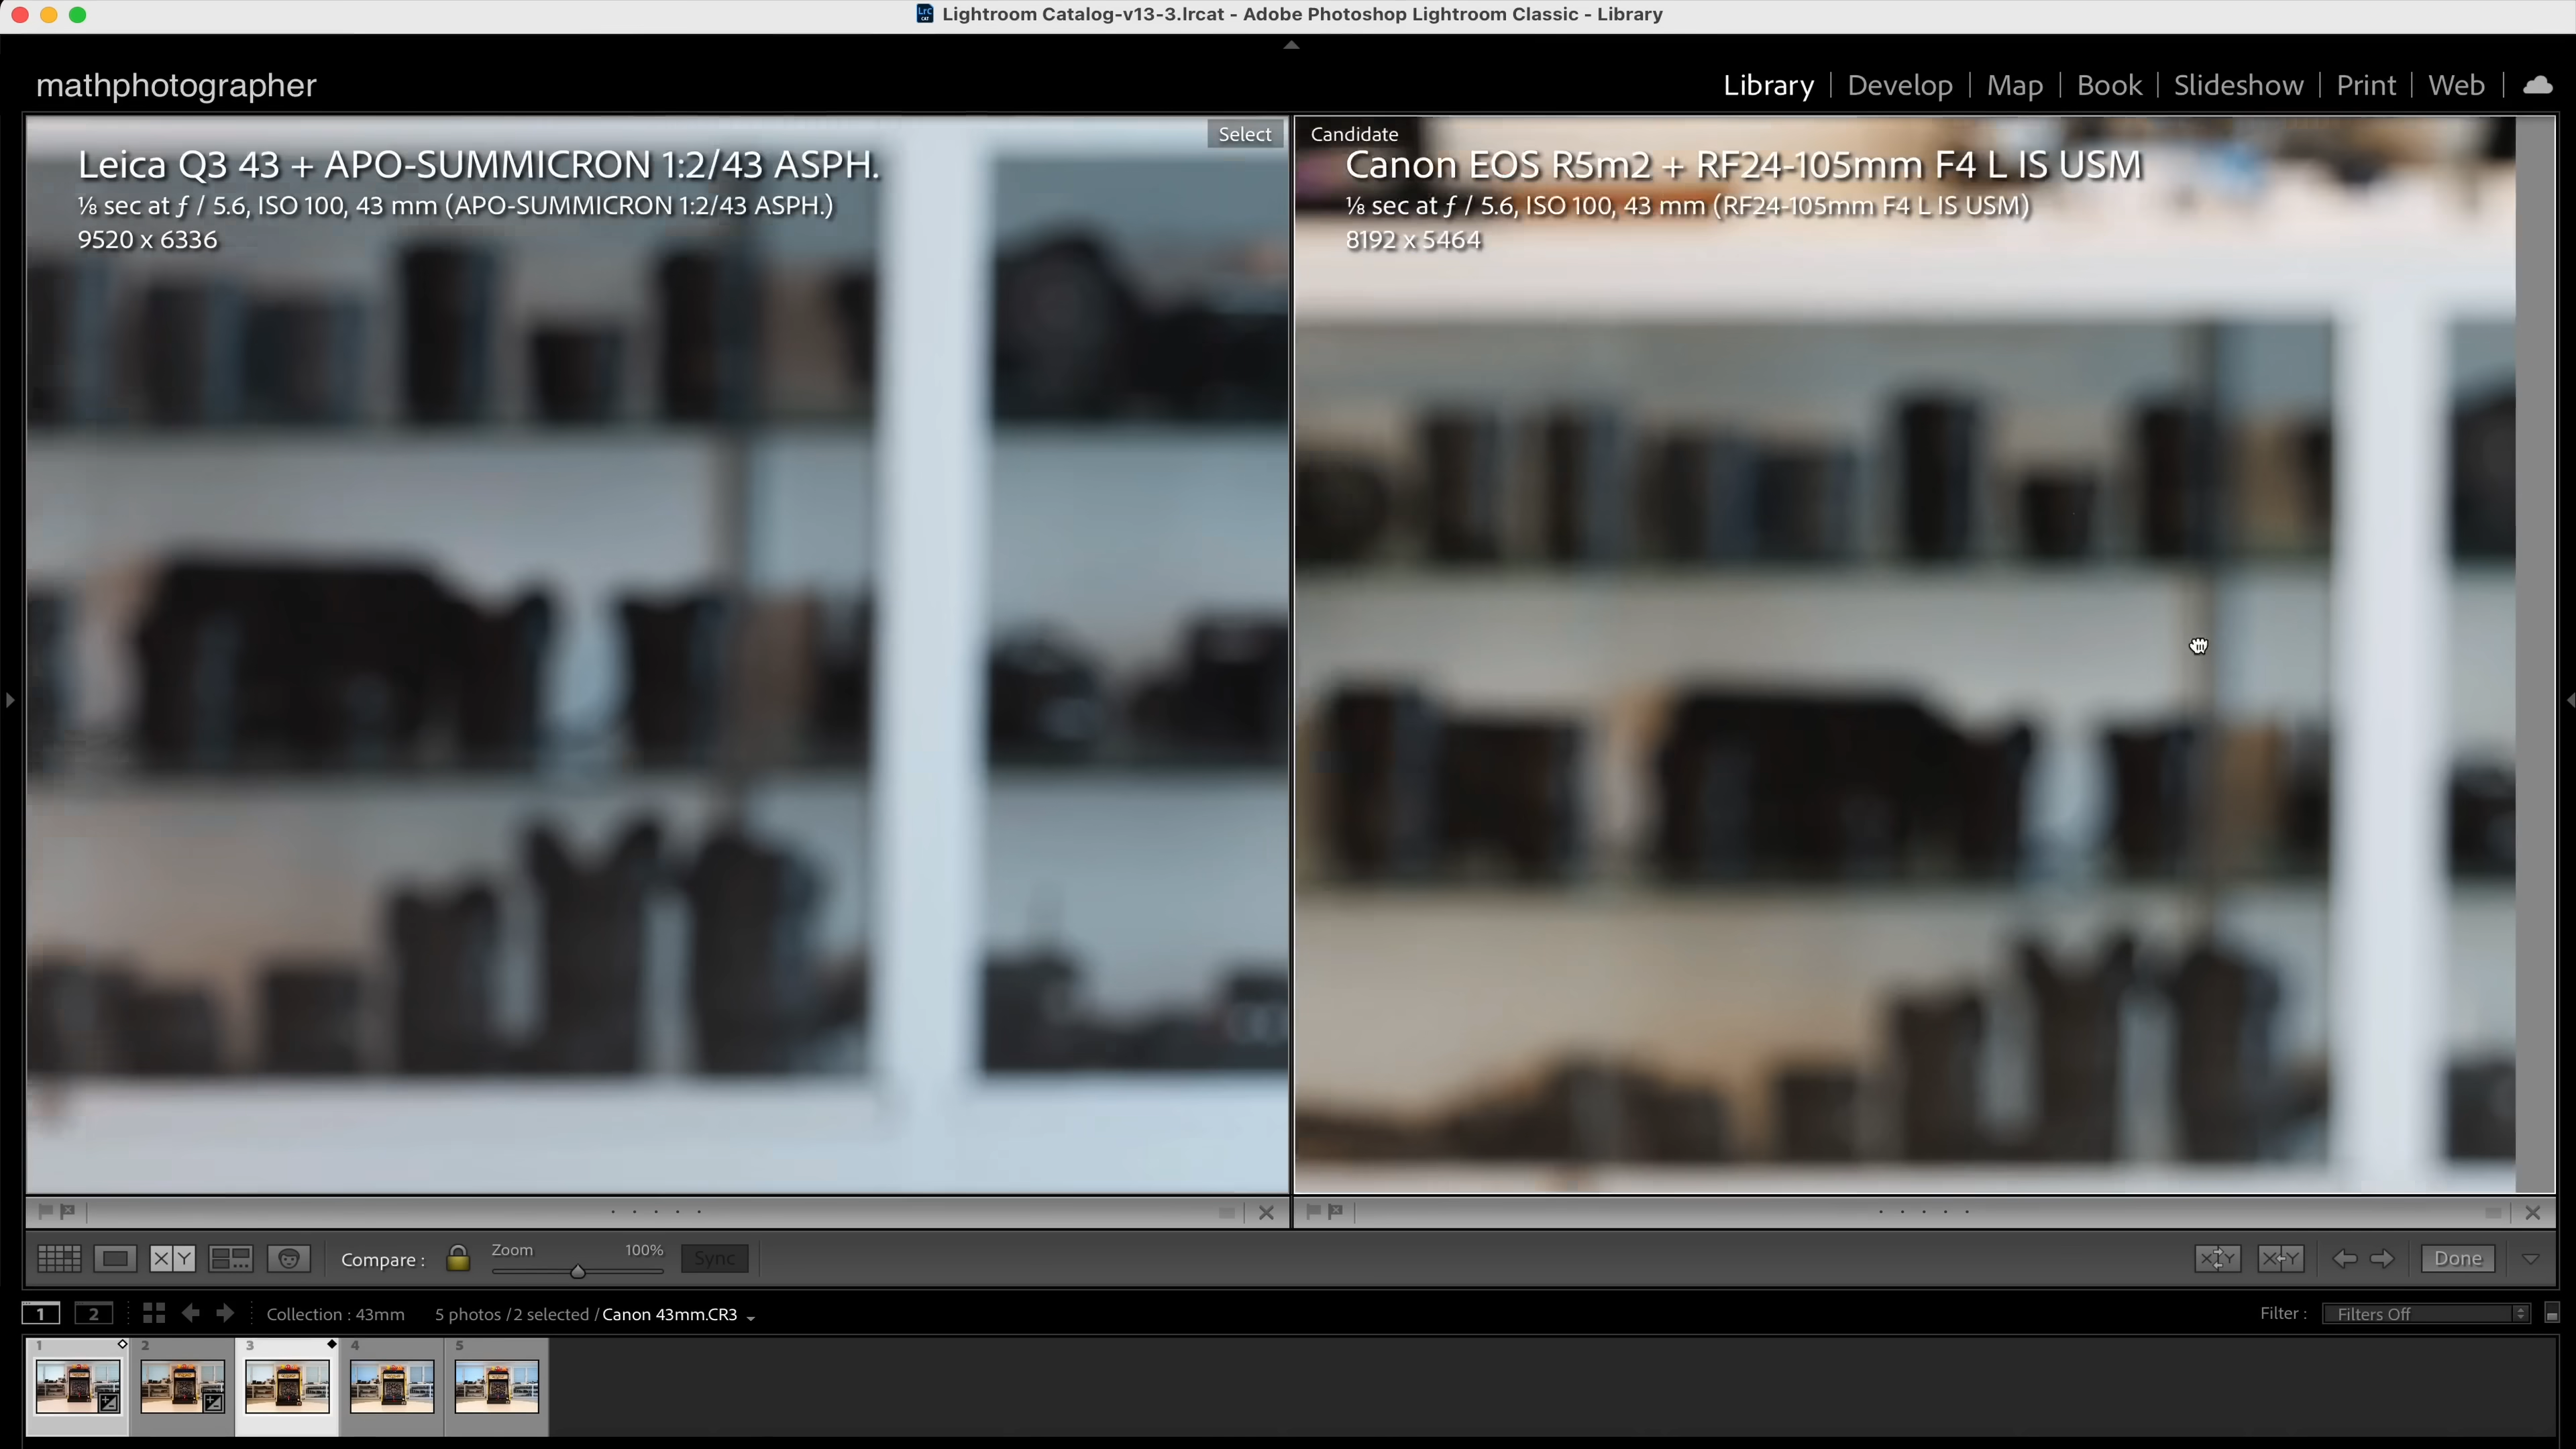 Lightroom Catalog-v13-3.lrcat - Adobe Photoshop Lightroom Classic - Library
mathphotographer
Library | Develop | Map | Book | Slideshow | Print | Web |
Select
Leica Q3 43 + APO-SUMMICRON 1:2/43 ASPH.
⅛ sec at ƒ / 5.6, ISO 100, 43 mm (APO-SUMMICRON 1:2/43 ASPH.)
9520 x 6336
Candidate
Canon EOS R5m2 + RF24-105mm F4 L IS USM
⅛ sec at ƒ / 5.6, ISO 100, 43 mm (RF24-105mm F4 L IS USM)
8192 x 5464
X Y
Compare :
Zoom 100%
Sync
X Y
X Y
Done
1 2
Collection : 43mm 5 photos / 2 selected / Canon 43mm.CR3
Filter : Filters Off
1 2 3 4 5